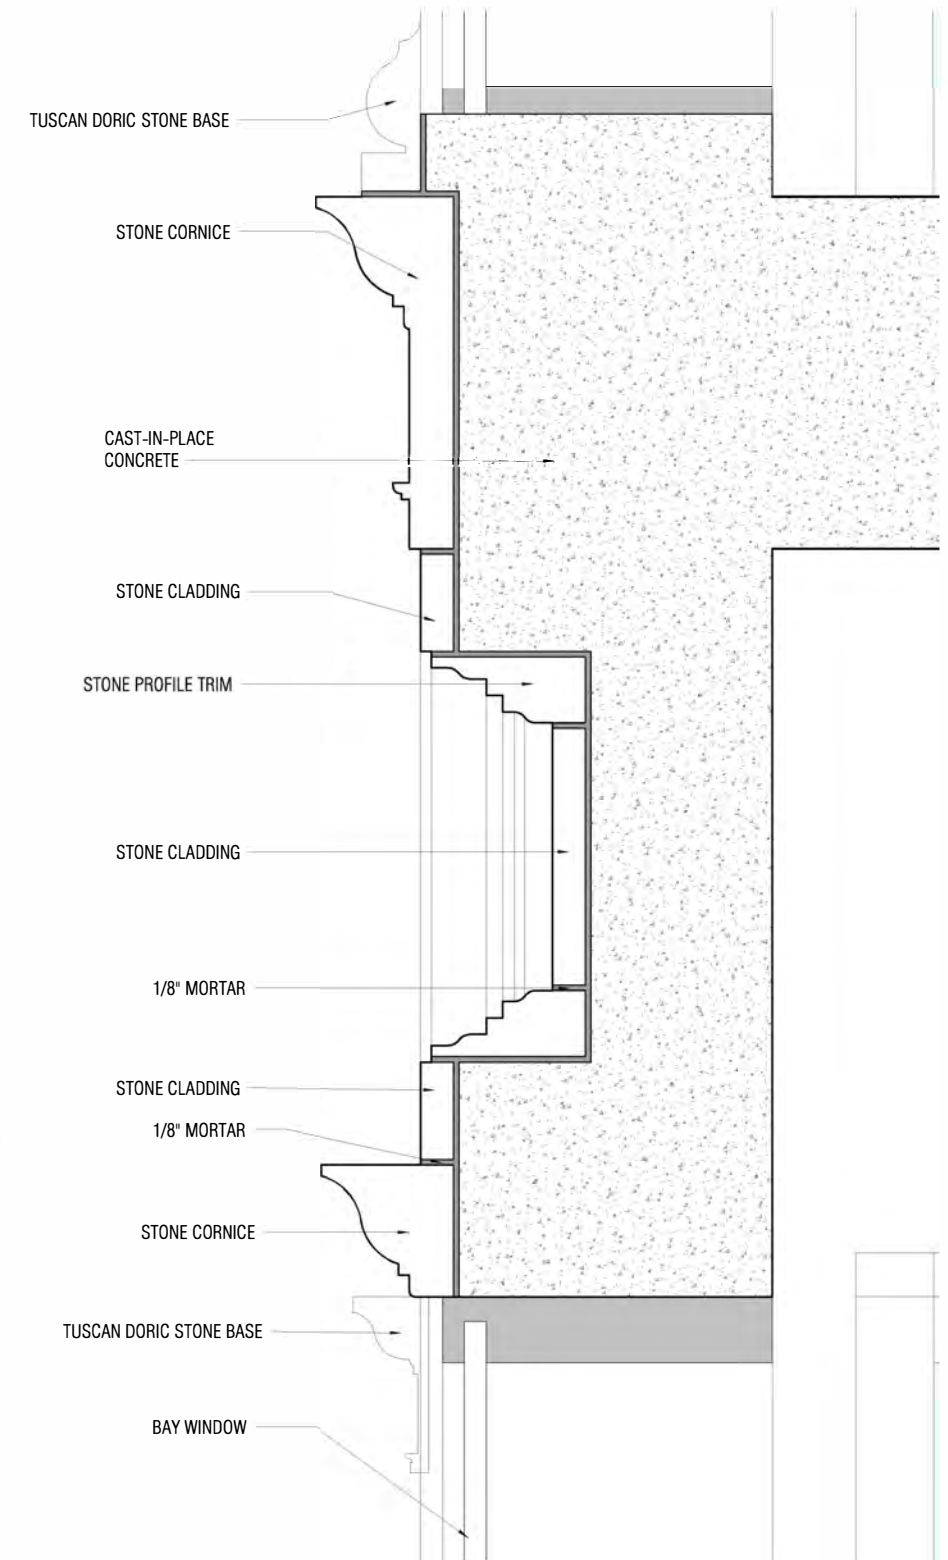 TUSCAN DORIC STONE BASE
STONE CORNICE
CAST-IN-PLACE
CONCRETE
STONE CLADDING
STONE PROFILE TRIM
STONE CLADDING
1/8" MORTAR
STONE CLADDING
1/8" MORTAR
STONE CORNICE
TUSCAN DORIC STONE BASE
BAY WINDOW